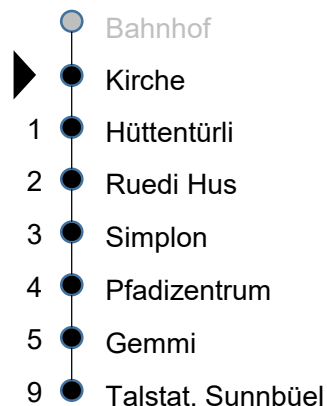 Bahnhof
Kirche
1 Hüttentürli
2 Ruedi Hus
3 Simplon
4 Pfadizentrum
5 Gemmi
9 Talstat. Sunnbüel